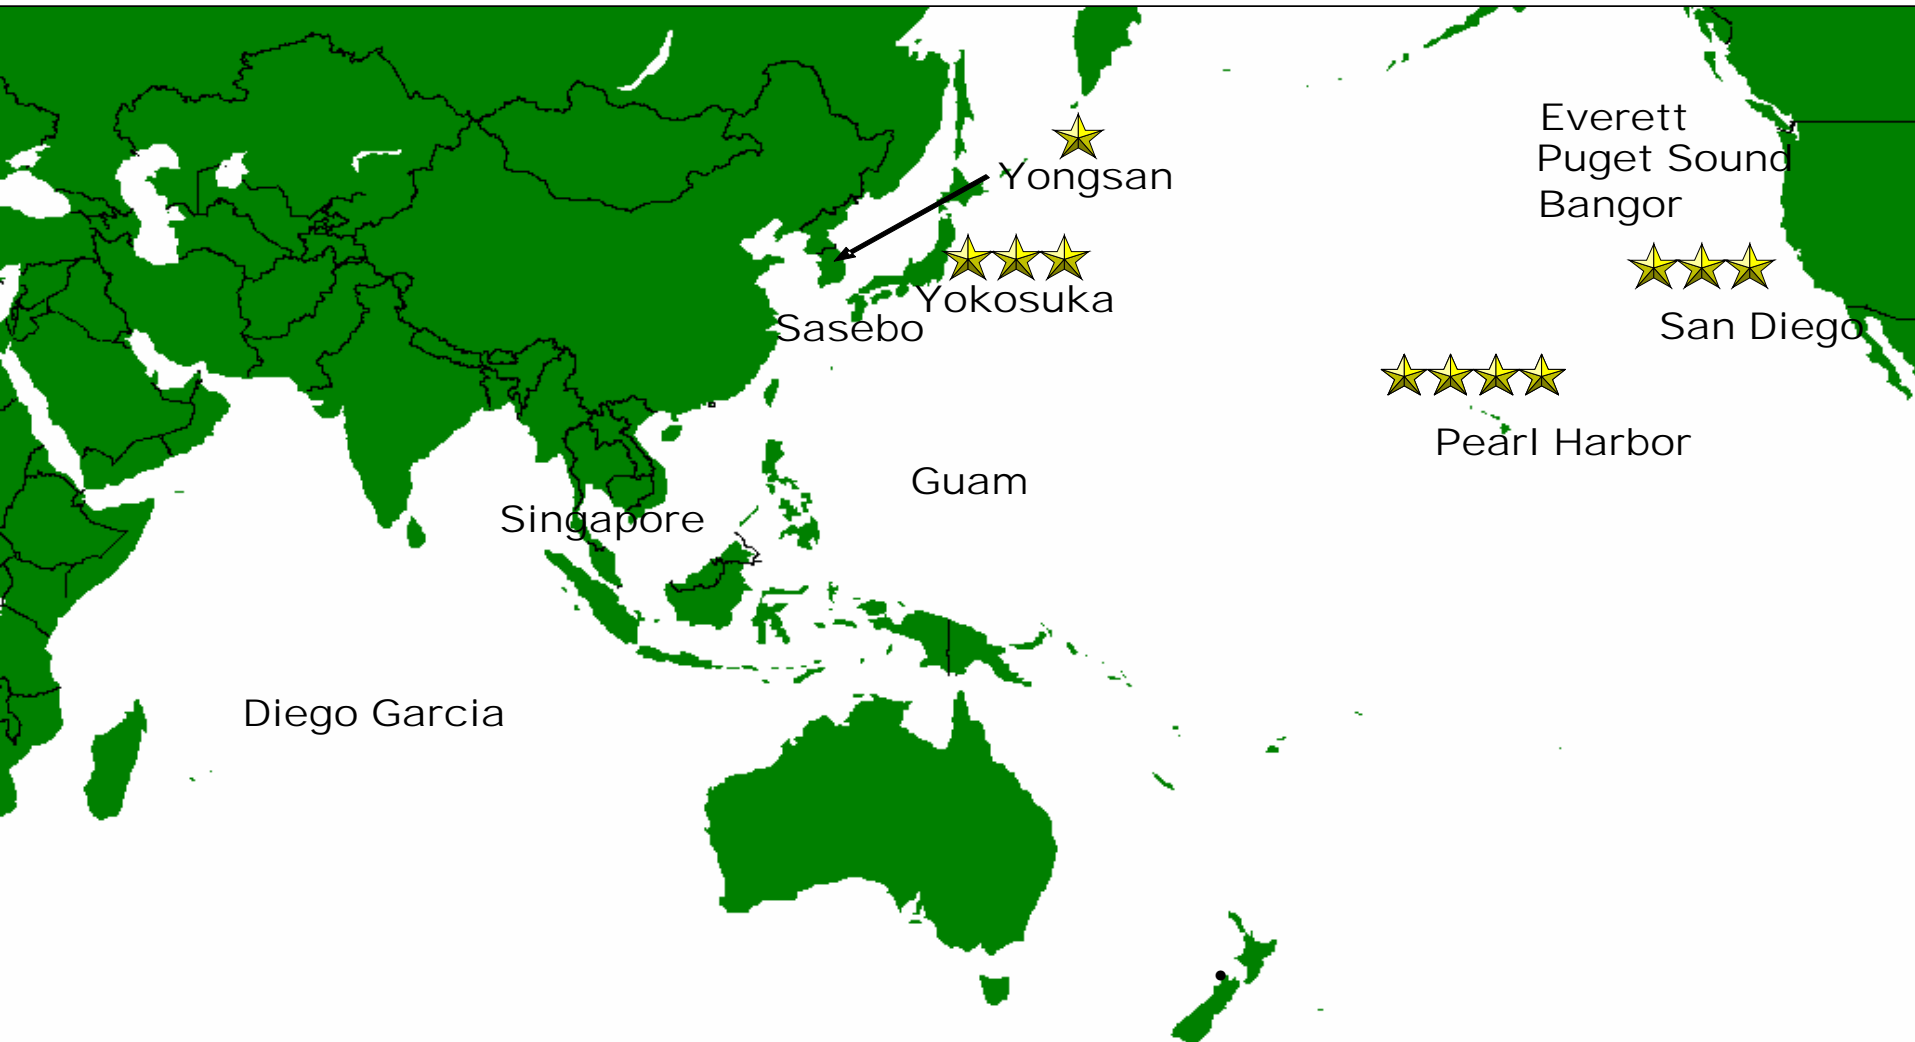 Everett
Puget Sound
Bangor
Yongsan
Yokosuka
Sasebo
San Diego
Pearl Harbor
Guam
Singapore
Diego Garcia